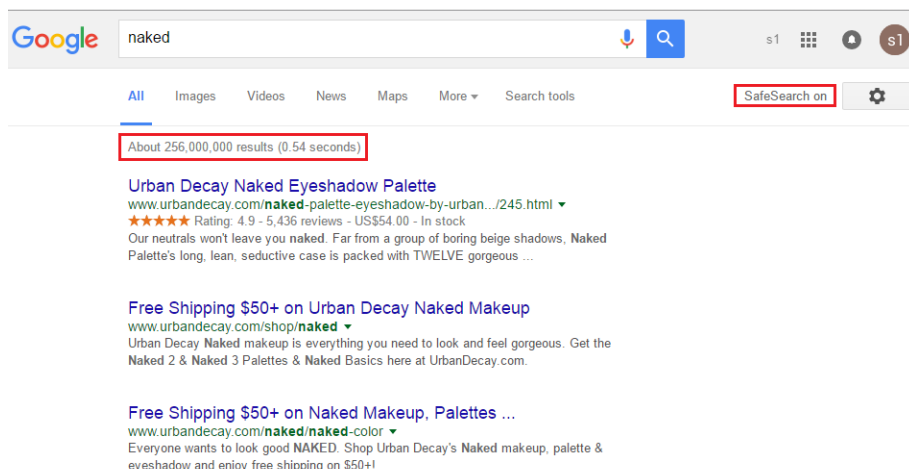 Google naked s1 s1
All Images Videos News Maps More Search tools SafeSearch on
About 256,000,000 results (0.54 seconds)
Urban Decay Naked Eyeshadow Palette
www.urbandecay.com/naked-palette-eyeshadow-by-urban.../245.html
Rating: 4.9 - 5,436 reviews - US$54.00 - In stock
Our neutrals won't leave you naked. Far from a group of boring beige shadows, Naked
Palette's long, lean, seductive case is packed with TWELVE gorgeous ...
Free Shipping $50+ on Urban Decay Naked Makeup
www.urbandecay.com/shop/naked
Urban Decay Naked makeup is everything you need to look and feel gorgeous. Get the
Naked 2 & Naked 3 Palettes & Naked Basics here at UrbanDecay.com.
Free Shipping $50+ on Naked Makeup, Palettes ...
www.urbandecay.com/naked/naked-color
Everyone wants to look good NAKED. Shop Urban Decay's Naked makeup, palette &
eyeshadow and enjoy free shipping on $50+!